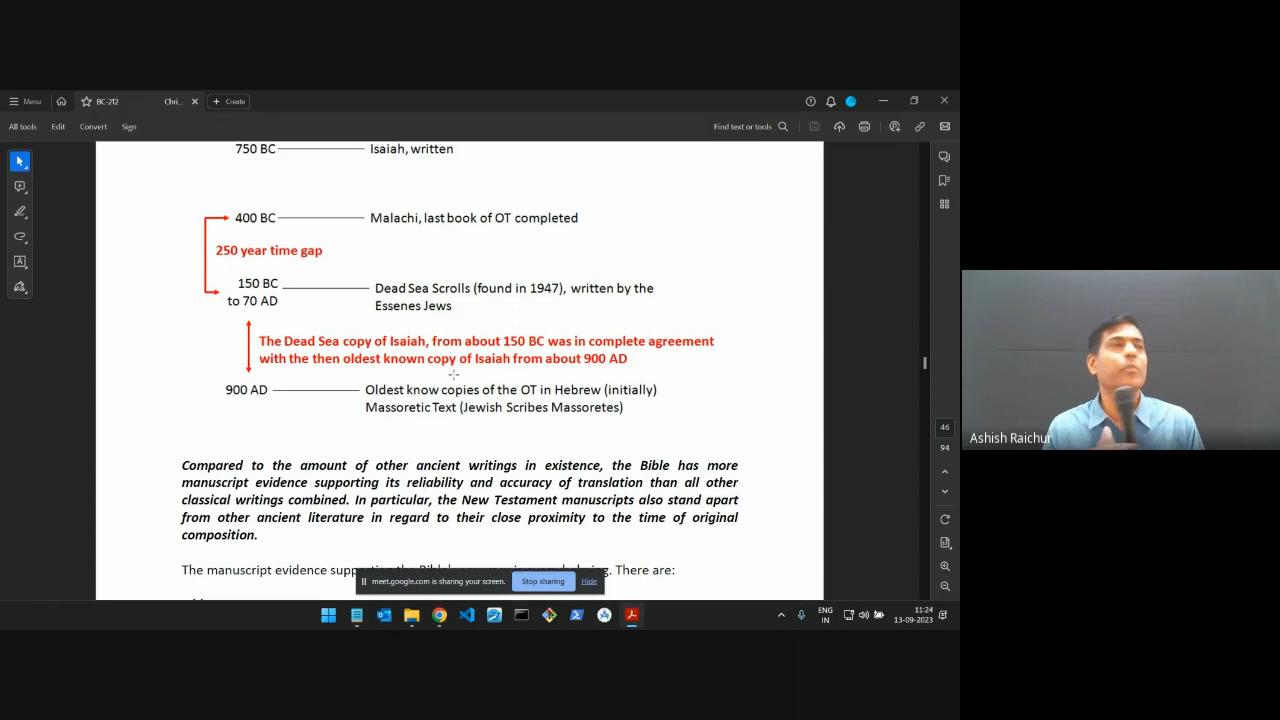 Menu
BC-212
Chri...
Create
All tools
Edit
Convert
Sign
Find text or tools
750 BC
Isaiah, written
400 BC
Malachi, last book of OT completed
250 year time gap
150 BC
to 70 AD
Dead Sea Scrolls (found in 1947), written by the
Essenes Jews
The Dead Sea copy of Isaiah, from about 150 BC was in complete agreement
with the then oldest known copy of Isaiah from about 900 AD
900 AD
Oldest know copies of the OT in Hebrew (initially)
Massoretic Text (Jewish Scribes Massoretes)
46
94
Compared to the amount of other ancient writings in existence, the Bible has more
manuscript evidence supporting its reliability and accuracy of translation than all other
classical writings combined. In particular, the New Testament manuscripts also stand apart
from other ancient literature in regard to their close proximity to the time of original
composition.
The manuscript evidence There are:
meet.google.com is sharing your screen.
Stop sharing
Hide
ENG
IN
11:24
13-09-2023
Ashish Raichur